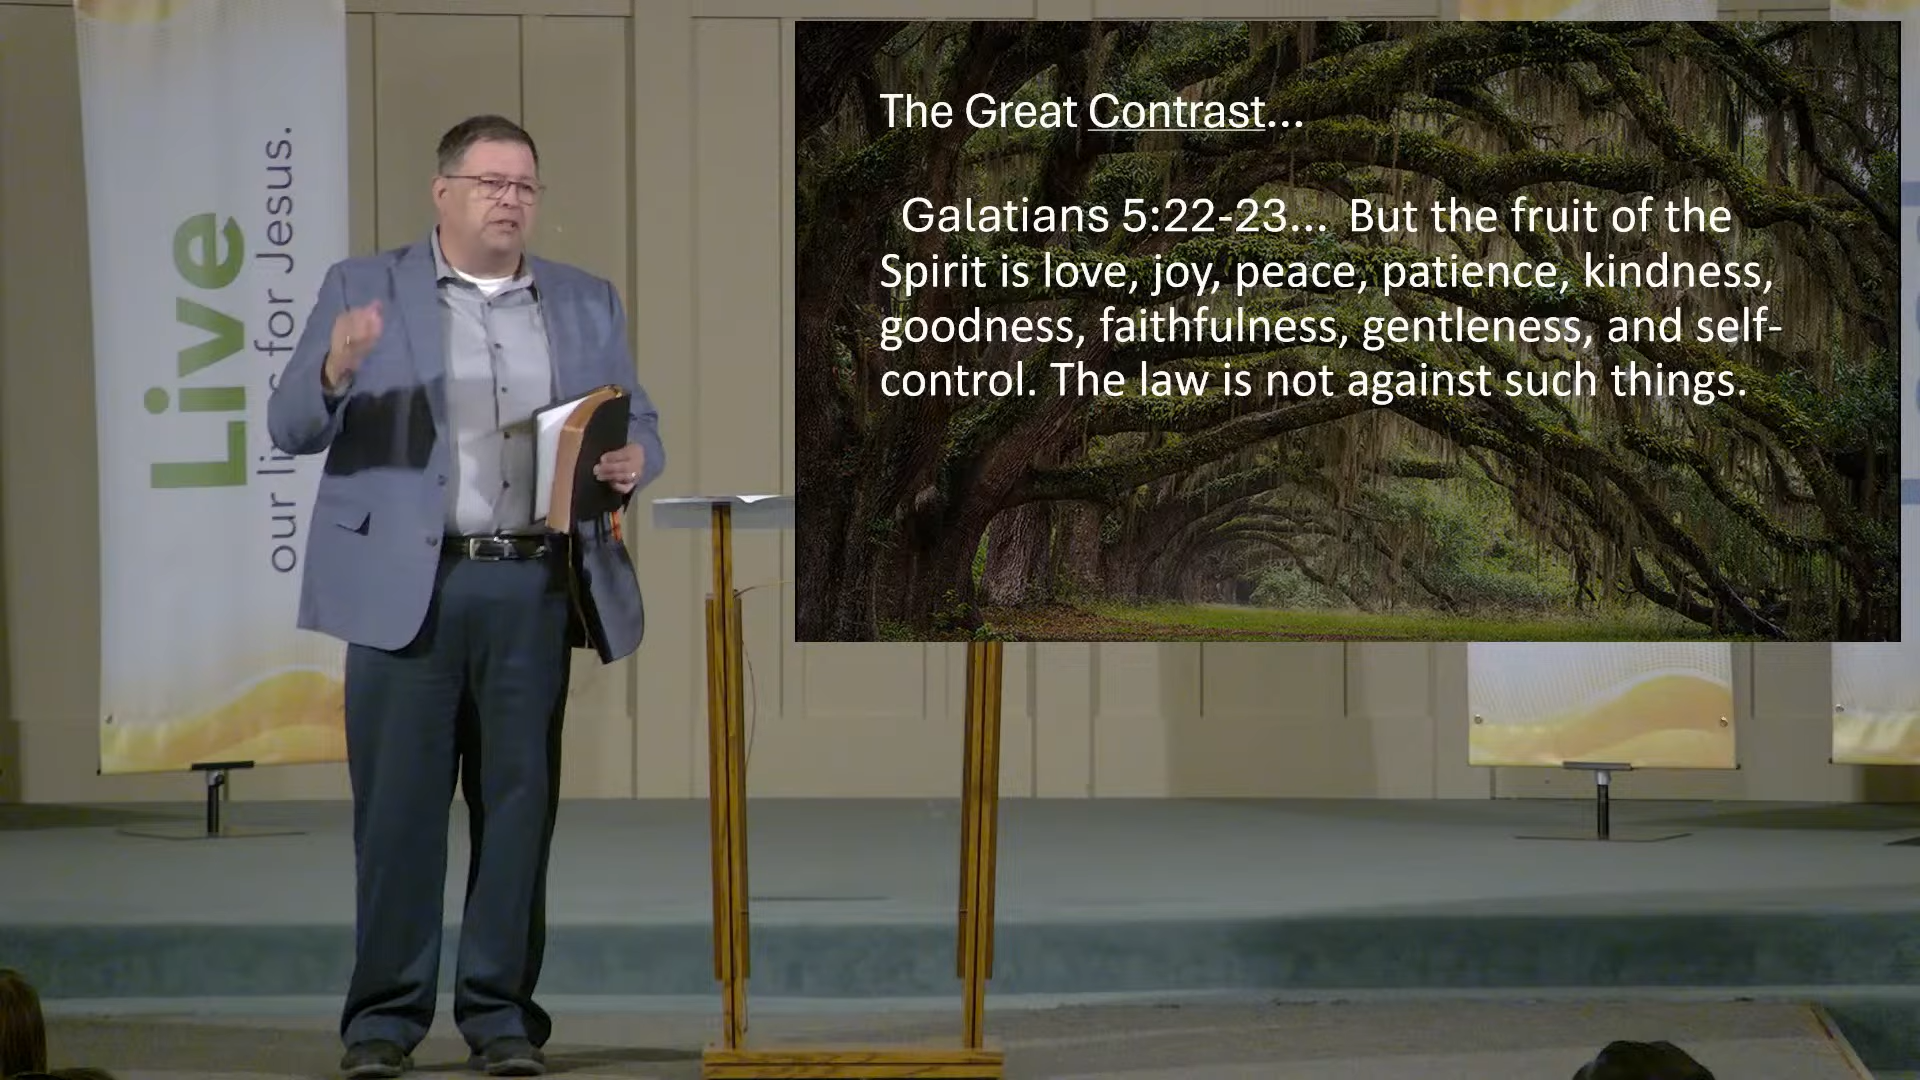 Live
our lives for Jesus.
The Great Contrast...
Galatians 5:22-23... But the fruit of the
Spirit is love, joy, peace, patience, kindness,
goodness, faithfulness, gentleness, and self-
control. The law is not against such things.